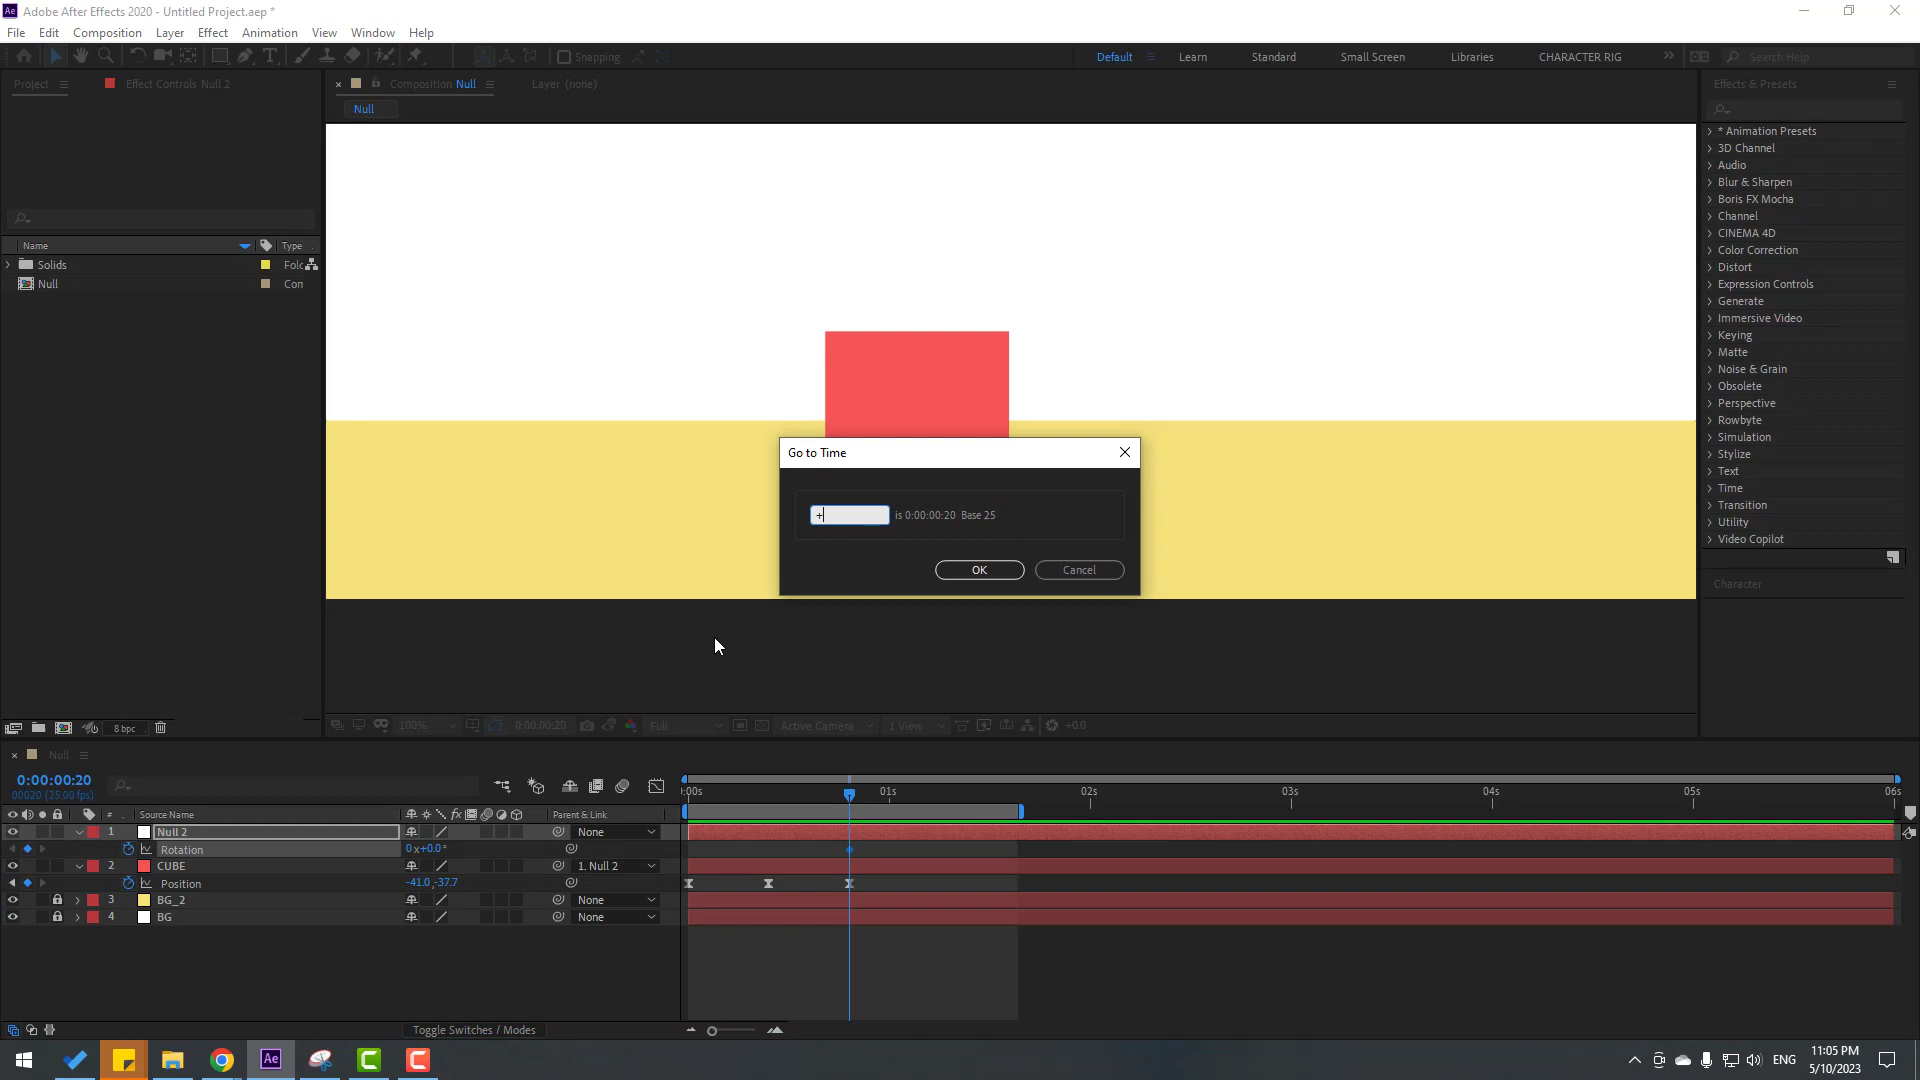 Adobe After Effects 2020 - Untitled Project.aep *
File Edit Composition Layer Effect Animation View Window Help
Snapping
Default Learn Standard Small Screen Libraries CHARACTER RIG Search Help
Project Effect Controls Null 2
Composition Null Layer (none)
Null
Effects & Presets
* Animation Presets
3D Channel
Audio
Blur & Sharpen
Boris FX Mocha
Channel
CINEMA 4D
Color Correction
Distort
Expression Controls
Generate
Immersive Video
Keying
Matte
Noise & Grain
Obsolete
Perspective
Rowbyte
Simulation
Stylize
Text
Time
Transition
Utility
Video Copilot
Character
Name Type
Solids Folc
Null Con
Go to Time
+ is 0:00:00:20 Base 25
OK Cancel
8 bpc
100% 0:00:00:20 Full Active Camera 1 View +0.0
Null
0:00:00:20
00020 (25.00 fps)
# Source Name Parent & Link
1 Null 2 None
Rotation 0x+0.0°
2 CUBE 1. Null 2
Position -41.0,-37.7
3 BG_2 None
4 BG None
):00s 01s 02s 03s 04s 05s 06s
Toggle Switches / Modes
ENG 11:05 PM
5/10/2023